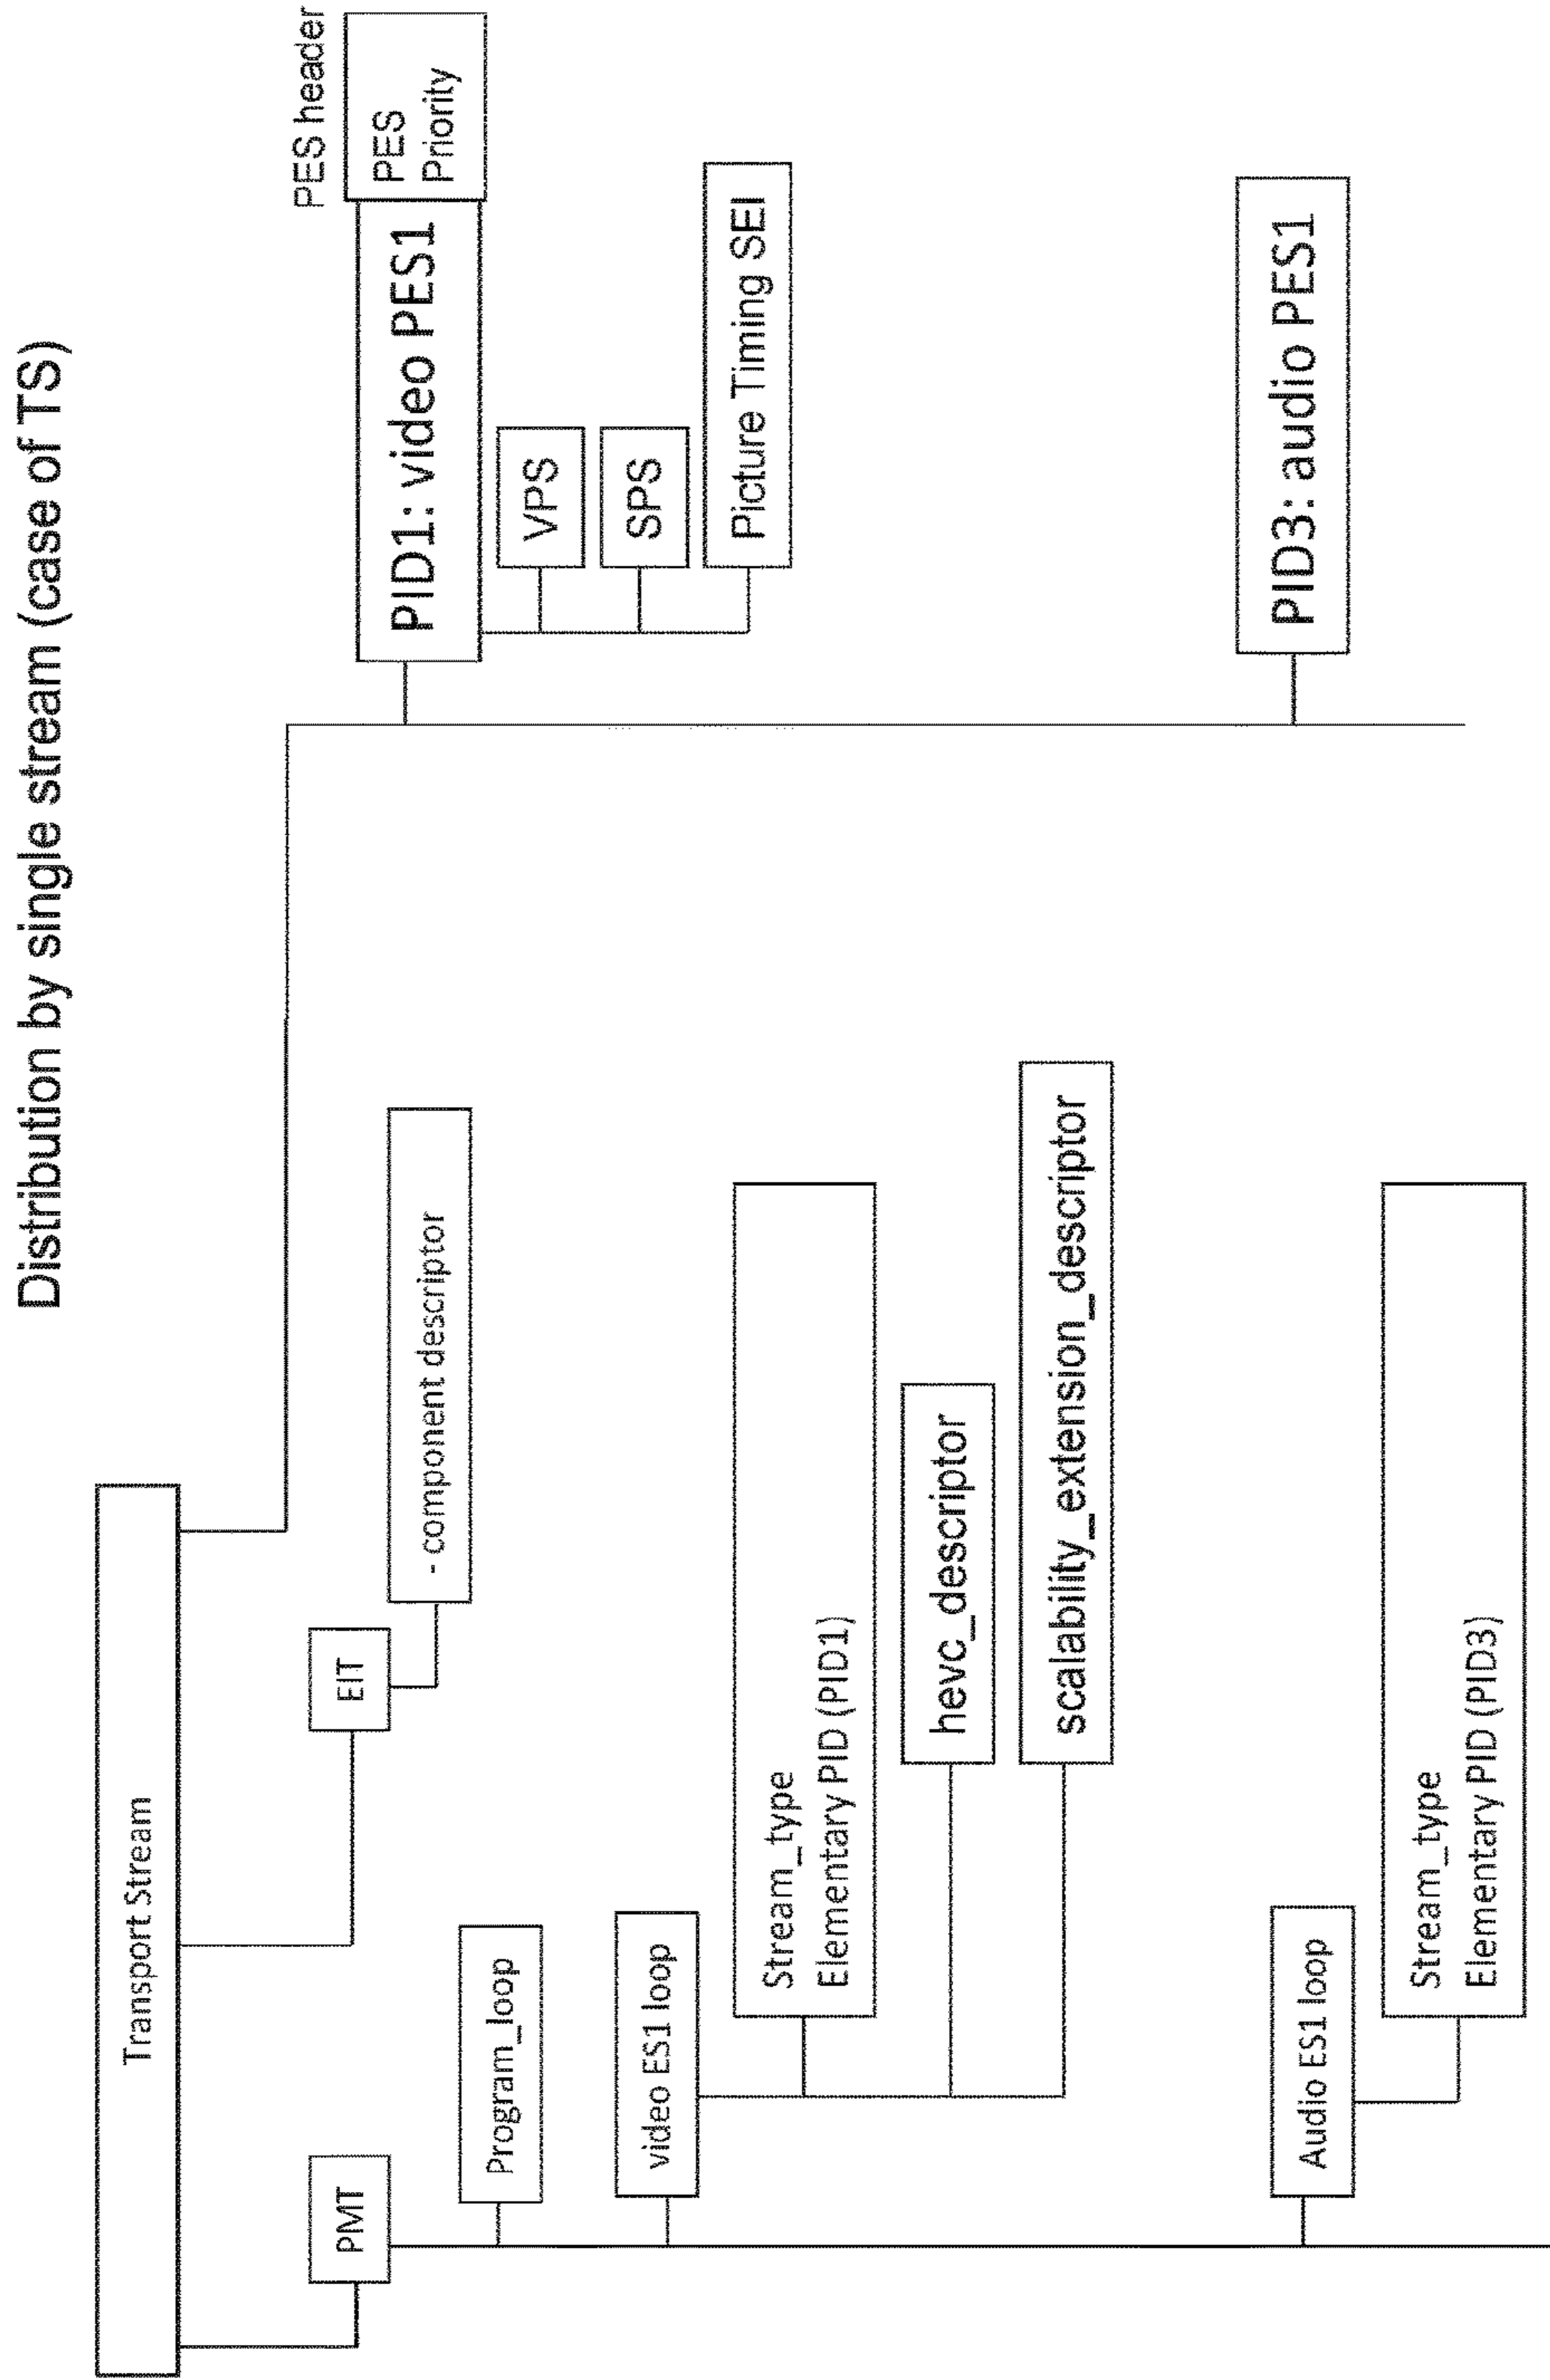 Distribution by single stream (case of TS)
Transport Stream
PMT
EIT
- component descriptor
Program_loop
video ES1 loop
Stream_type
Elementary PID (PID1)
hevc_descriptor
scalability_extension_descriptor
Audio ES1 loop
Stream_type
Elementary PID (PID3)
PES header
PID1: video PES1
PES
Priority
VPS
SPS
Picture Timing SEI
PID3: audio PES1